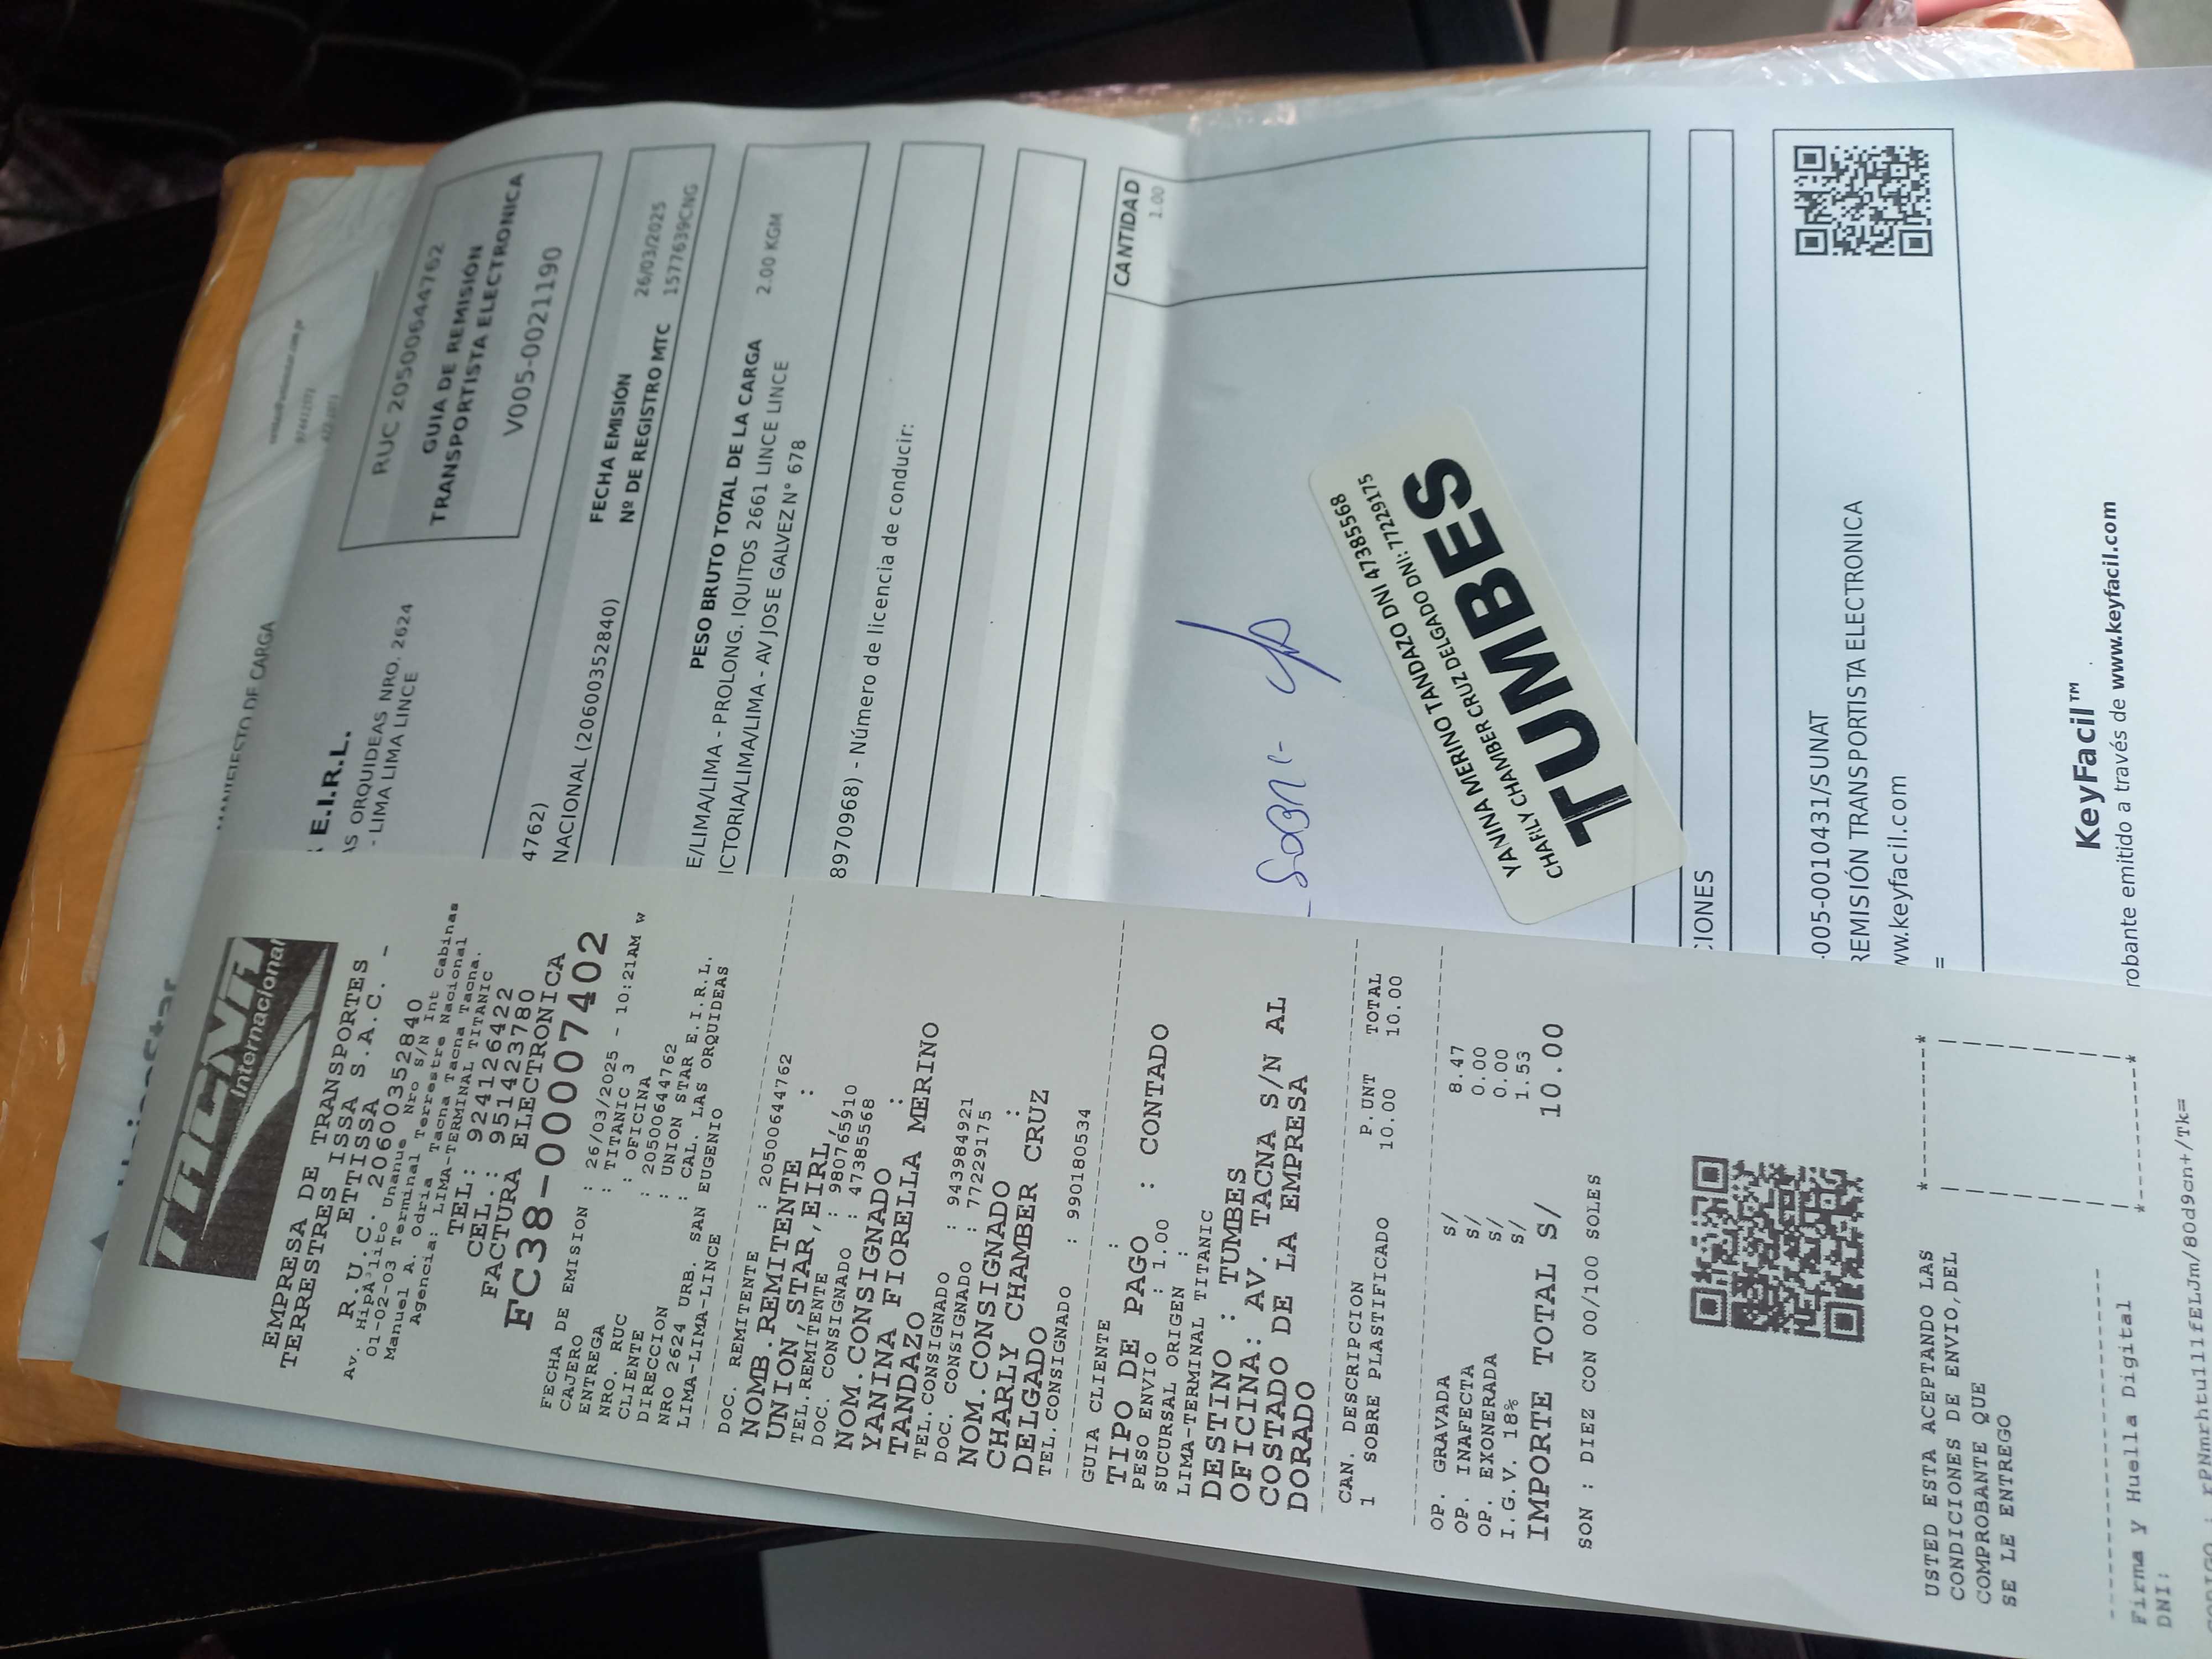 TACNA
Internacional
EMPRESA DE TRANSPORTES
TERRESTRES ETTISSA S.A.C. -
R.U.C. 20600352840
01-02-03 Terminal Terrestre Int Cabinas
Manuel A. Odria Tacna Tacna Nacional
Agencia: LIMA-TERMINAL TITANIC
TEL: 924126422
CEL.: 951423780
FACTURA ELECTRONICA
FC38-00007402
FECHA DE EMISION : 26/03/2025 - 10:21AM w
CAJERO : TITANIC 3
ENTREGA : OFICINA
NRO. RUC : 20500644762
CLIENTE : UNION STAR E.I.R.L.
DIRECCION : CAL. LAS ORQUIDEAS
NRO 2624 URB. SAN EUGENIO
LIMA-LIMA-LINCE
DOC. REMITENTE : 20500644762
NOMB.REMITENTE :
UNION,STAR,EIRL,
TEL.REMITENTE : 980765910
DOC. CONSIGNADO : 47385568
NOM.CONSIGNADO :
YANINA FIORELLA MERINO
TANDAZO
TEL.CONSIGNADO : 943984921
DOC. CONSIGNADO : 77229175
NOM.CONSIGNADO :
CHARLY CHAMBER CRUZ
DELGADO
TEL.CONSIGNADO : 990180534
GUIA CLIENTE :
TIPO DE PAGO : CONTADO
PESO ENVIO : 1.00
SUCURSAL ORIGEN :
LIMA-TERMINAL TITANIC
DESTINO : TUMBES
OFICINA: AV. TACNA S/N AL
COSTADO DE LA EMPRESA
DORADO
CAN. DESCRIPCION P.UNT TOTAL
1 SOBRE PLASTIFICADO 10.00 10.00
OP. GRAVADA S/ 8.47
OP. INAFECTA S/ 0.00
OP. EXONERADA S/ 0.00
I.G.V. 18% S/ 1.53
IMPORTE TOTAL S/ 10.00
SON : DIEZ CON 00/100 SOLES
USTED ESTA ACEPTANDO LAS
CONDICIONES DE ENVIO,DEL
COMPROBANTE QUE
SE LE ENTREGO
Firma y Huella Digital
DNI:
MANIFIESTO DE CARGA
E.I.R.L.
AS ORQUIDEAS NRO. 2624
- LIMA LIMA LINCE
RUC 20500644762
GUIA DE REMISIÓN
TRANSPORTISTA ELECTRONICA
V005-0021190
4762)
NACIONAL (20600352840)
FECHA EMISIÓN 26/03/2025
Nº DE REGISTRO MTC 1577639CNG
PESO BRUTO TOTAL DE LA CARGA 2.00 KGM
E/LIMA/LIMA - PROLONG. IQUITOS 2661 LINCE LINCE
ICTORIA/LIMA/LIMA - AV JOSE GALVEZ N° 678
8970968) - Número de licencia de conducir:
CANTIDAD
1.00
YANINA MERINO TANDAZO DNI 47385568
CHARLY CHAMBER CRUZ DELGADO DNI: 77229175
TUMBES
CIONES
005-0010431/SUNAT
REMISIÓN TRANSPORTISTA ELECTRONICA
ww.keyfacil.com
=
KeyFacil™
robante emitido a través de www.keyfacil.com